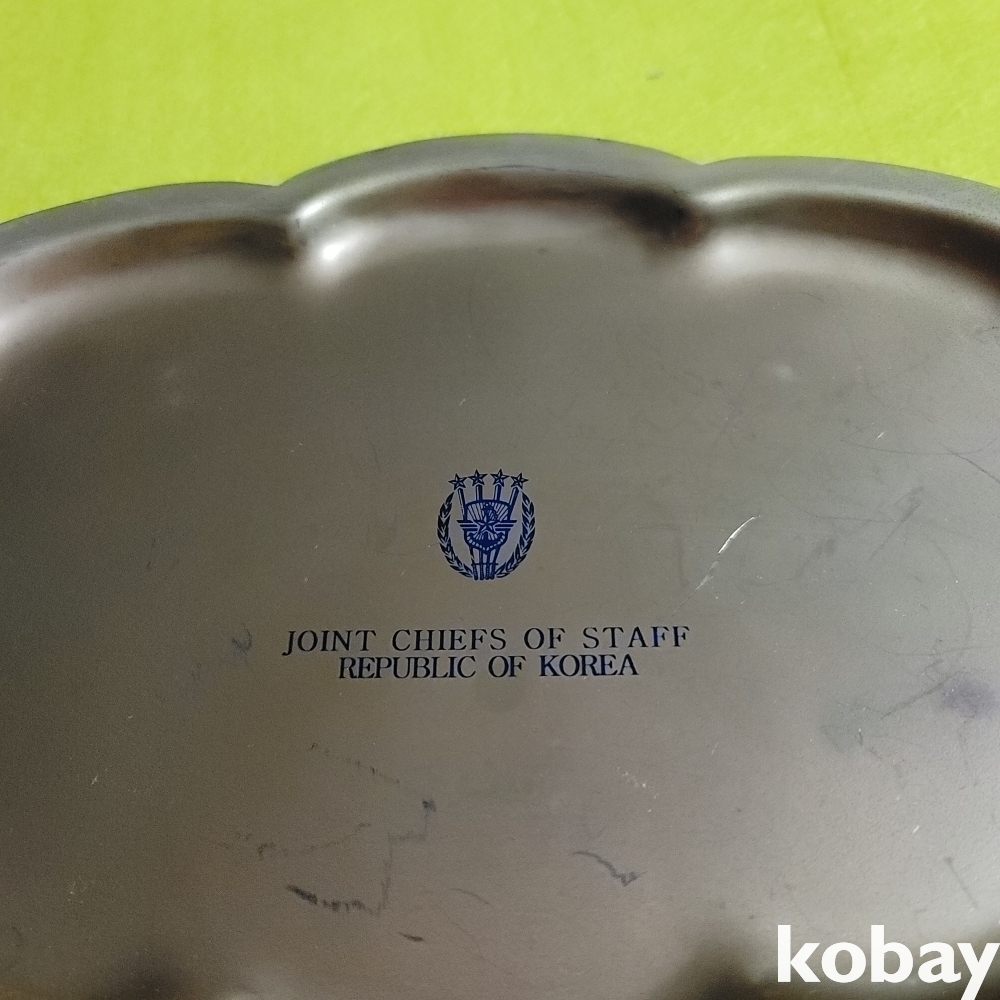 JOINT CHIEFS OF STAFF
REPUBLIC OF KOREA
kobay